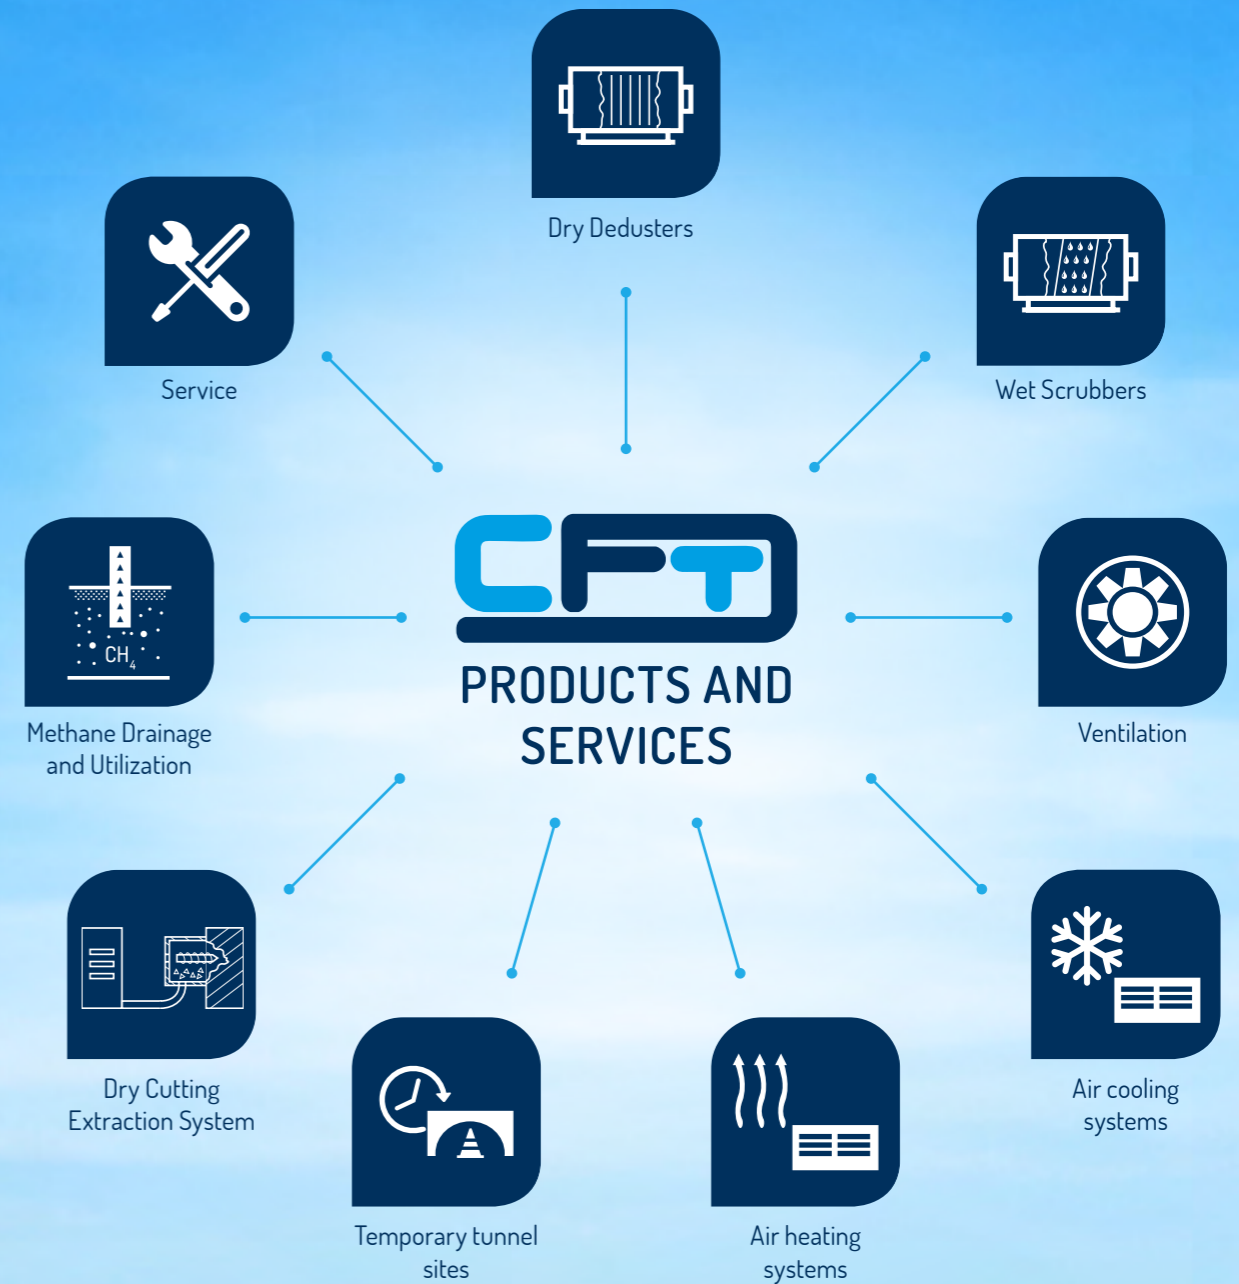 Dry Dedusters
Service
Wet Scrubbers
CFT
PRODUCTS AND
SERVICES
CH₄
Methane Drainage
and Utilization
Ventilation
Dry Cutting
Extraction System
Air cooling
systems
Temporary tunnel
sites
Air heating
systems